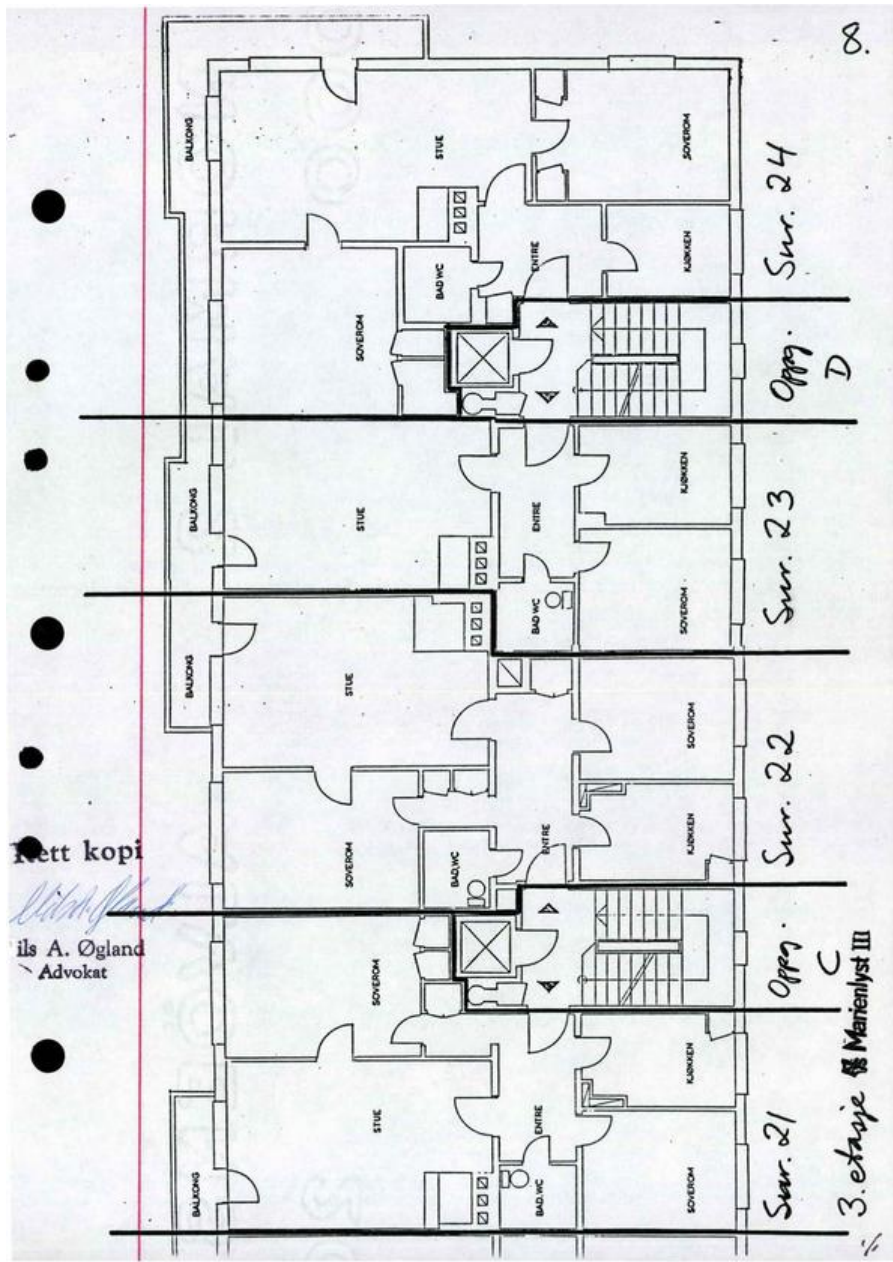 8.
BALKONG
STUE
SOVEROM
SOVEROM
BAD WC
ENTRE
KJØKKEN
Snr. 24
Oppg.
D
BALKONG
STUE
ENTRE
KJØKKEN
BAD WC
SOVEROM
Snr. 23
BALKONG
STUE
SOVEROM
SOVEROM
BAD, WC
ENTRE
KJØKKEN
Snr. 22
Oppg.
C
SOVEROM
STUE
BALKONG
ENTRE
KJØKKEN
BAD, WC
SOVEROM
Snr. 21
3. etasje
Marienlyst III
Rett kopi
ils A. Øgland
Advokat